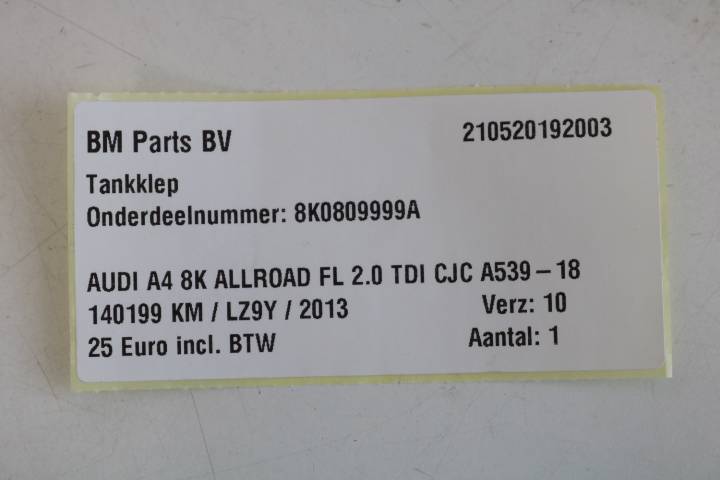 BM Parts BV 210520192003
Tankklep
Onderdeelnummer: 8K0809999A
AUDI A4 8K ALLROAD FL 2.0 TDI CJC A539-18
140199 KM / LZ9Y / 2013 Verz: 10
25 Euro incl. BTW Aantal: 1